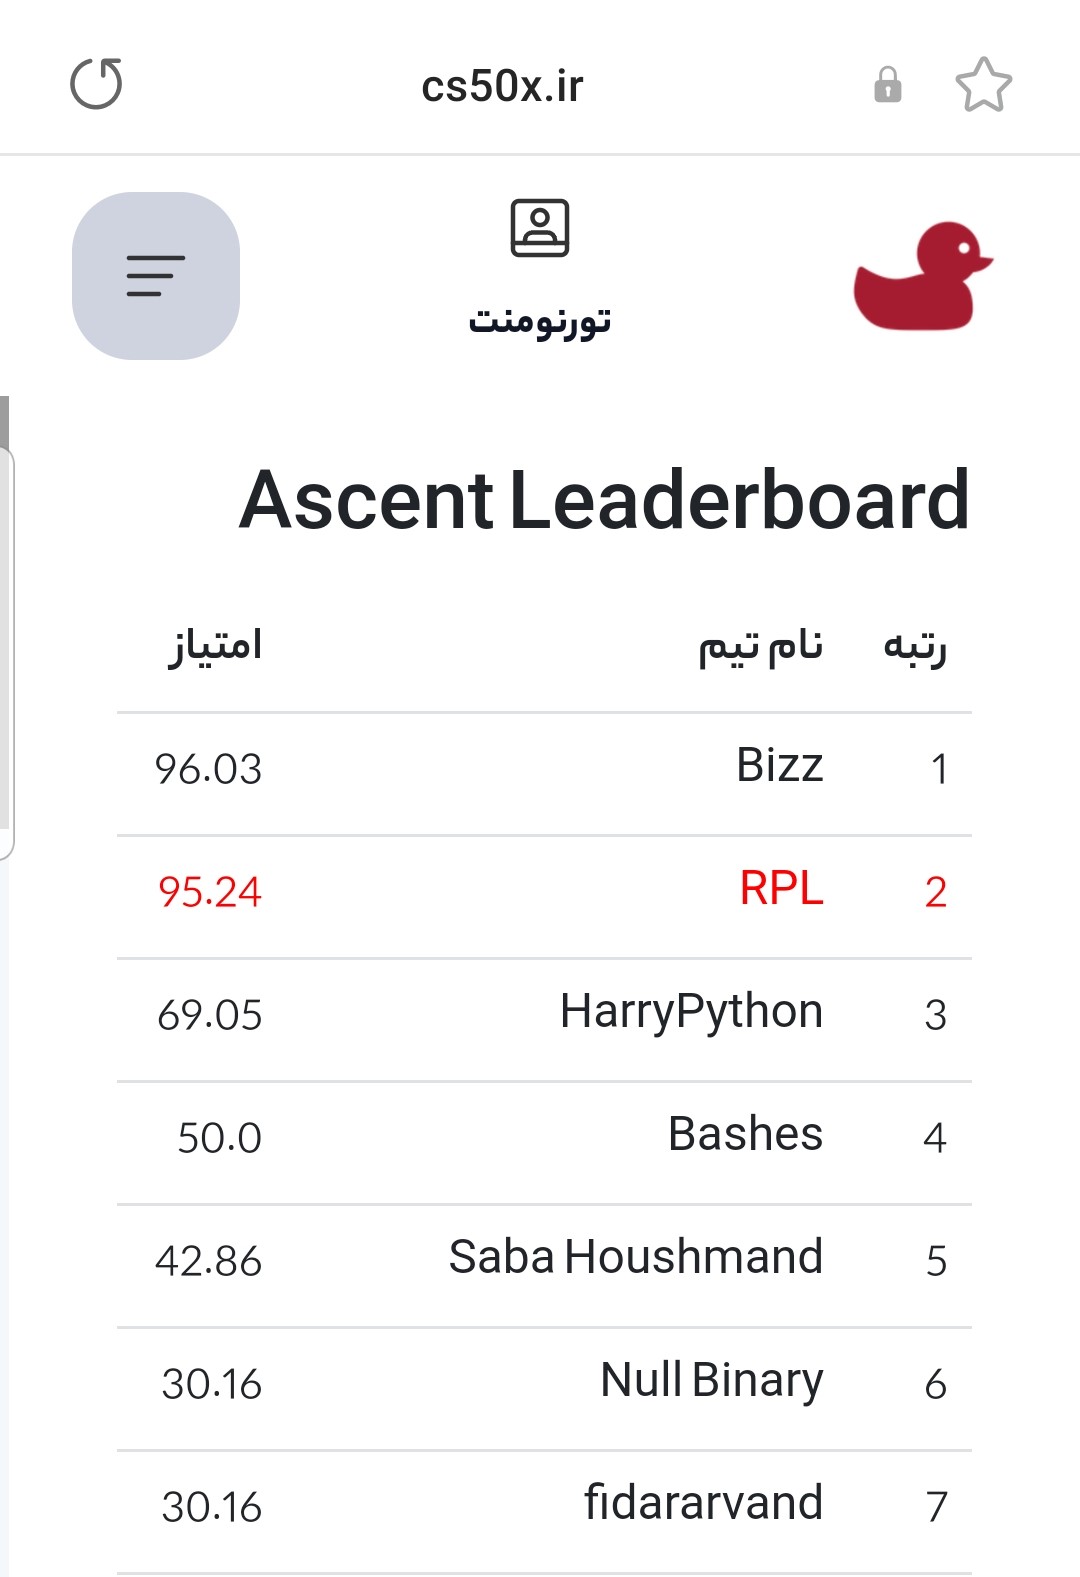 cs50x.ir
تورنومنت
Ascent Leaderboard
رتبه نام تیم امتیاز
1 Bizz 96.03
2 RPL 95.24
3 HarryPython 69.05
4 Bashes 50.0
5 Saba Houshmand 42.86
6 Null Binary 30.16
7 fidararvand 30.16